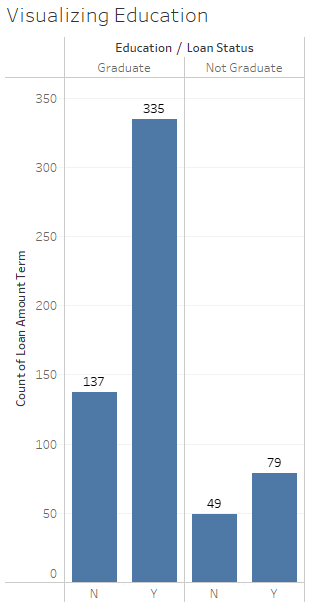 Visualizing Education
Education / Loan Status
Graduate Not Graduate
Count of Loan Amount Term
350
300
250
200
150
100
50
0
137
335
49
79
N Y N Y